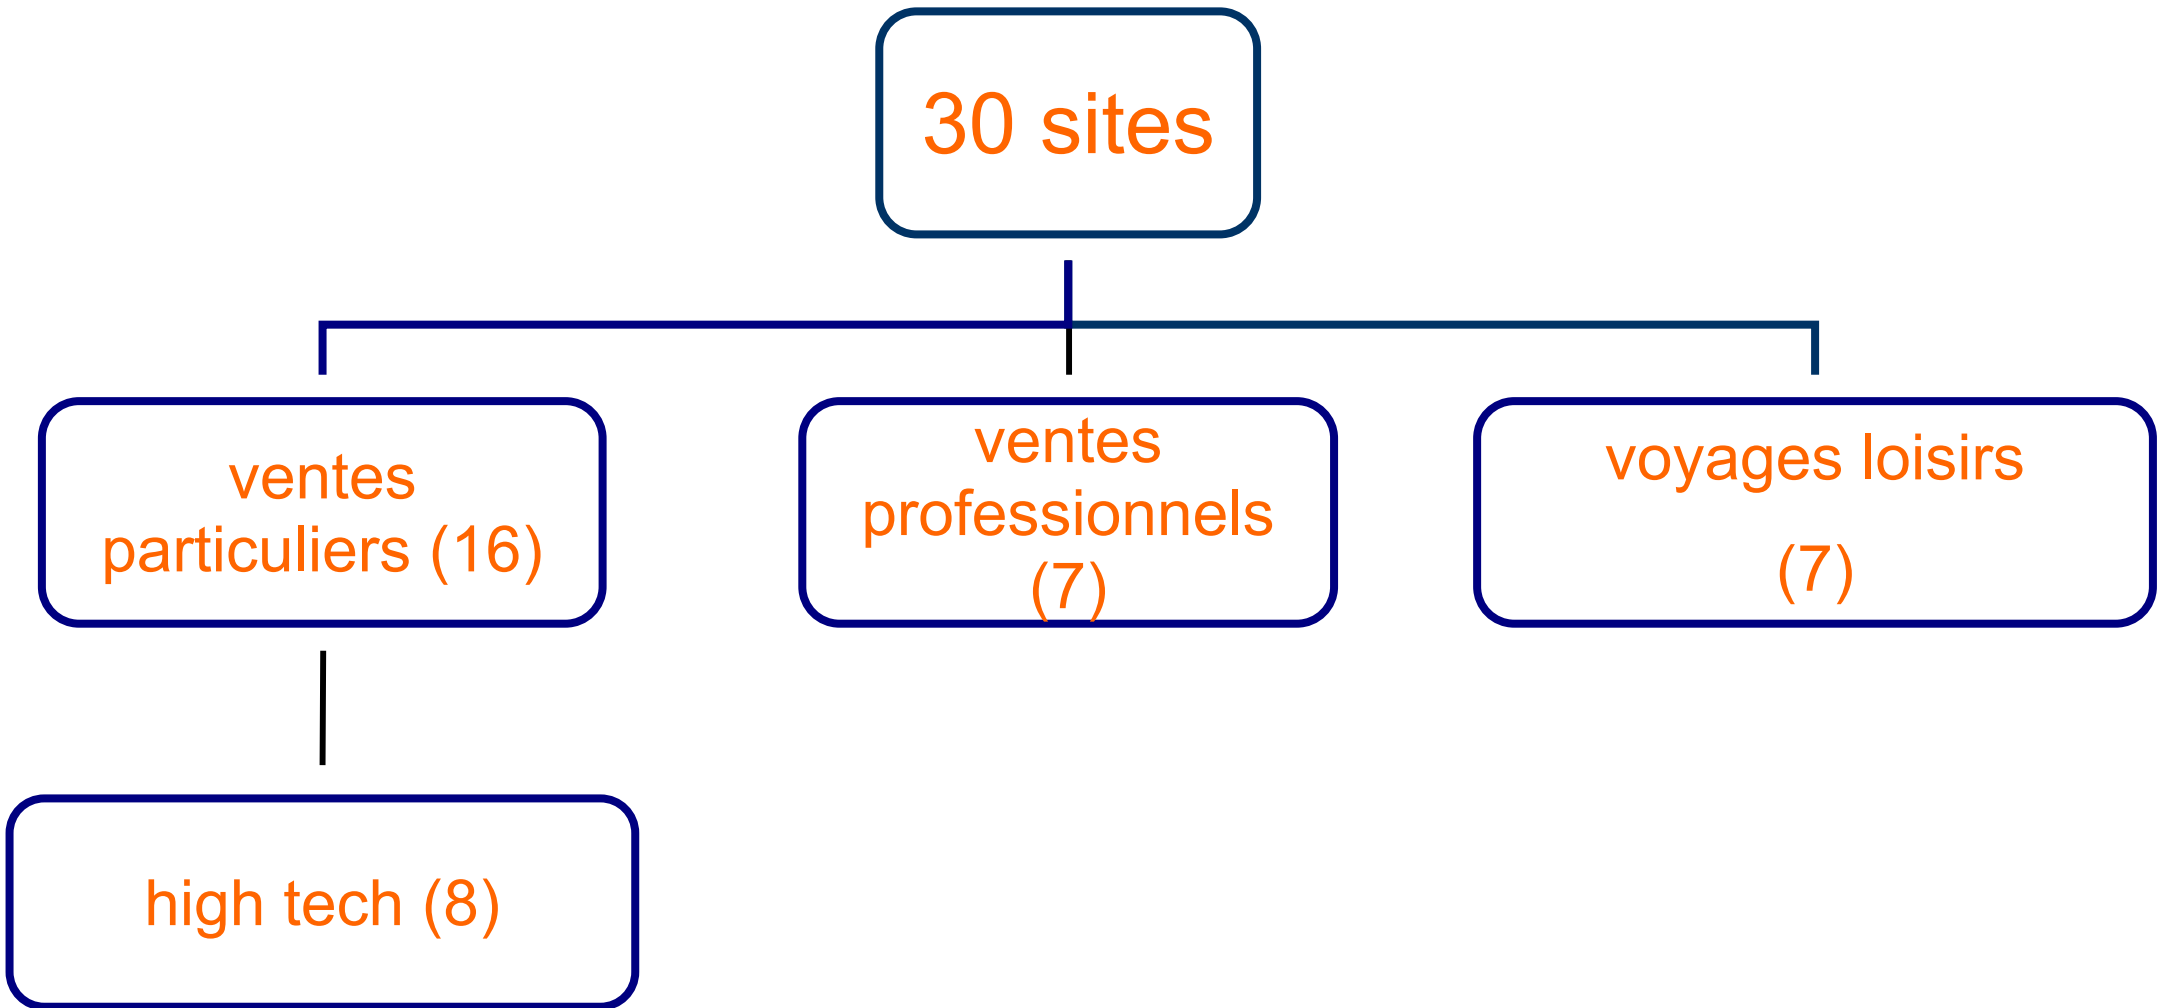 30 sites
ventes
particuliers (16)
ventes
professionnels
(7)
voyages loisirs
(7)
high tech (8)